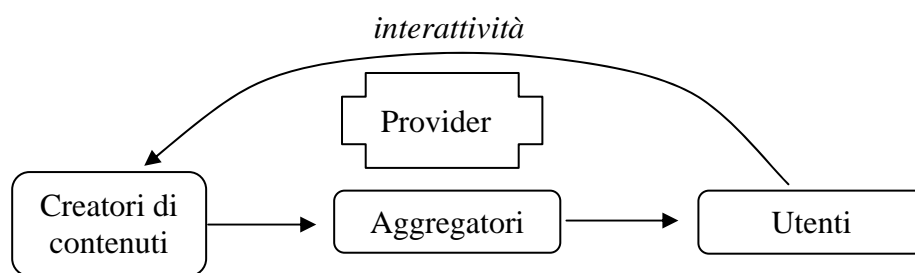 interattività
Provider
Creatori di
contenuti
Aggregatori
Utenti